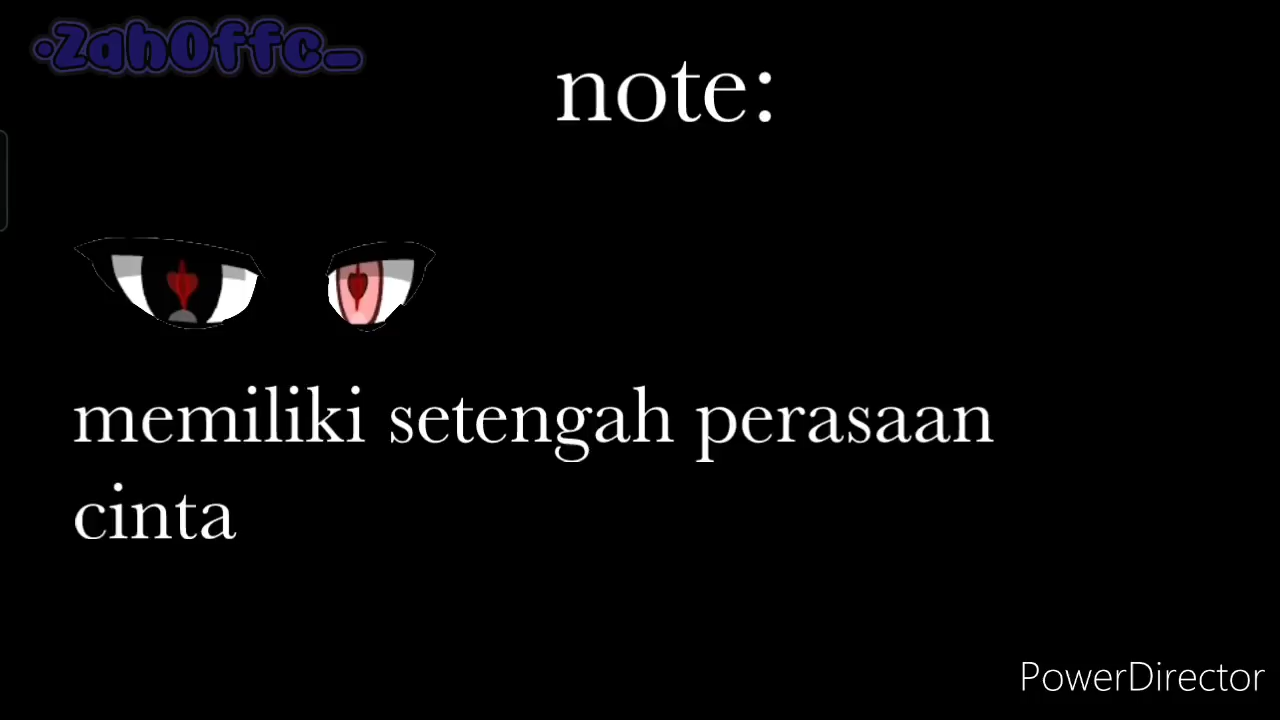 •ZahOffc_
note:
memiliki setengah perasaan
cinta
PowerDirector